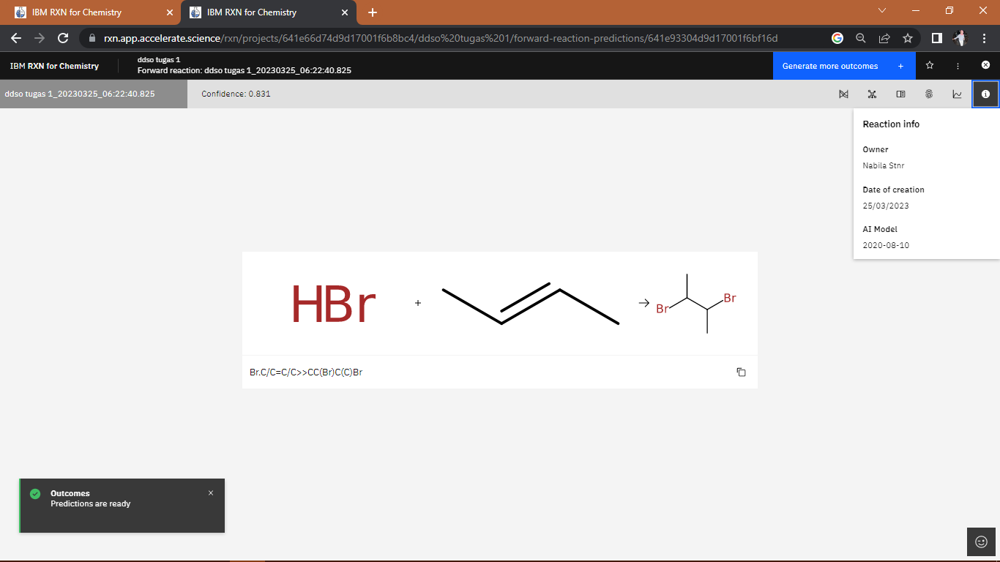 IBM RXN for Chemistry
IBM RXN for Chemistry
rxn.app.accelerate.science/rxn/projects/641e66d74d9d17001f6b8bc4/ddso%20tugas%201/forward-reaction-predictions/641e93304d9d17001f6bf16d
IBM RXN for Chemistry
ddso tugas 1
Forward reaction: ddso tugas 1_20230325_06:22:40.825
Generate more outcomes +
ddso tugas 1_20230325_06:22:40.825
Confidence: 0.831
Reaction info
Owner
Nabila Stnr
Date of creation
25/03/2023
AI Model
2020-08-10
HBr + → Br Br
Br.C/C=C/C>>CC(Br)C(C)Br
Outcomes
Predictions are ready